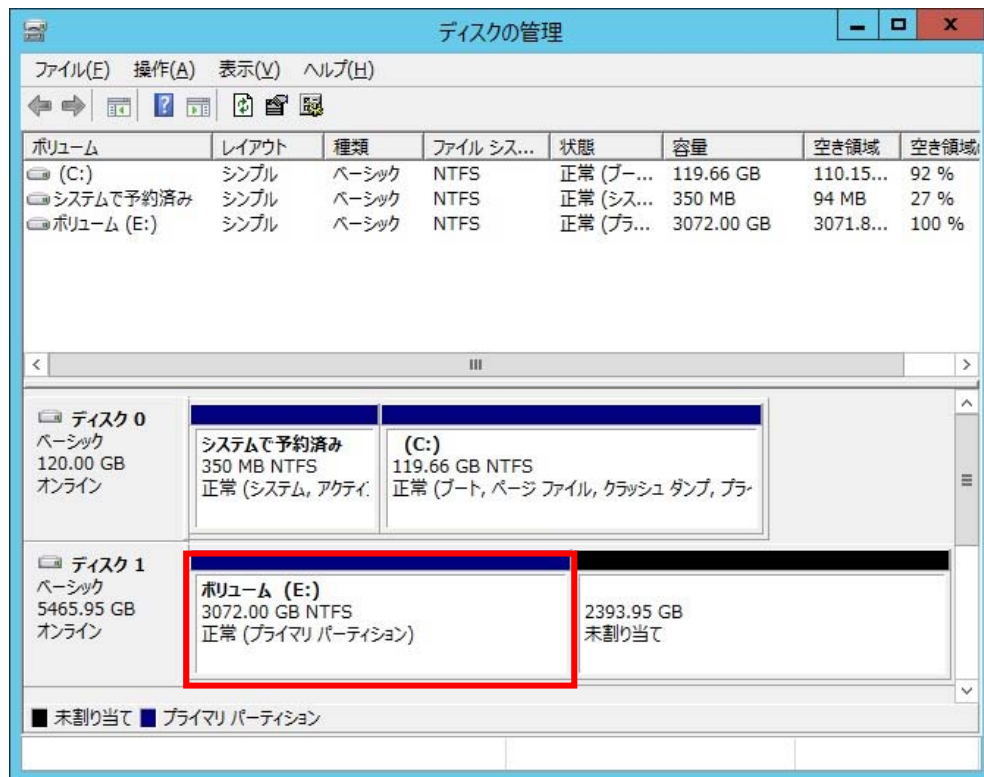 ディスクの管理
ファイル(F) 操作(A) 表示(V) ヘルプ(H)
ボリューム レイアウト 種類 ファイル シス... 状態 容量 空き領域 空き領域
(C:) シンプル ベーシック NTFS 正常 (ブー... 119.66 GB 110.15... 92 %
システムで予約済み シンプル ベーシック NTFS 正常 (シス... 350 MB 94 MB 27 %
ボリューム (E:) シンプル ベーシック NTFS 正常 (プラ... 3072.00 GB 3071.8... 100 %
ディスク 0
ベーシック
120.00 GB
オンライン
システムで予約済み
350 MB NTFS
正常 (システム, アクティ
(C:)
119.66 GB NTFS
正常 (ブート, ページ ファイル, クラッシュ ダンプ, プラ
ディスク 1
ベーシック
5465.95 GB
オンライン
ボリューム (E:)
3072.00 GB NTFS
正常 (プライマリ パーティション)
2393.95 GB
未割り当て
未割り当て プライマリ パーティション